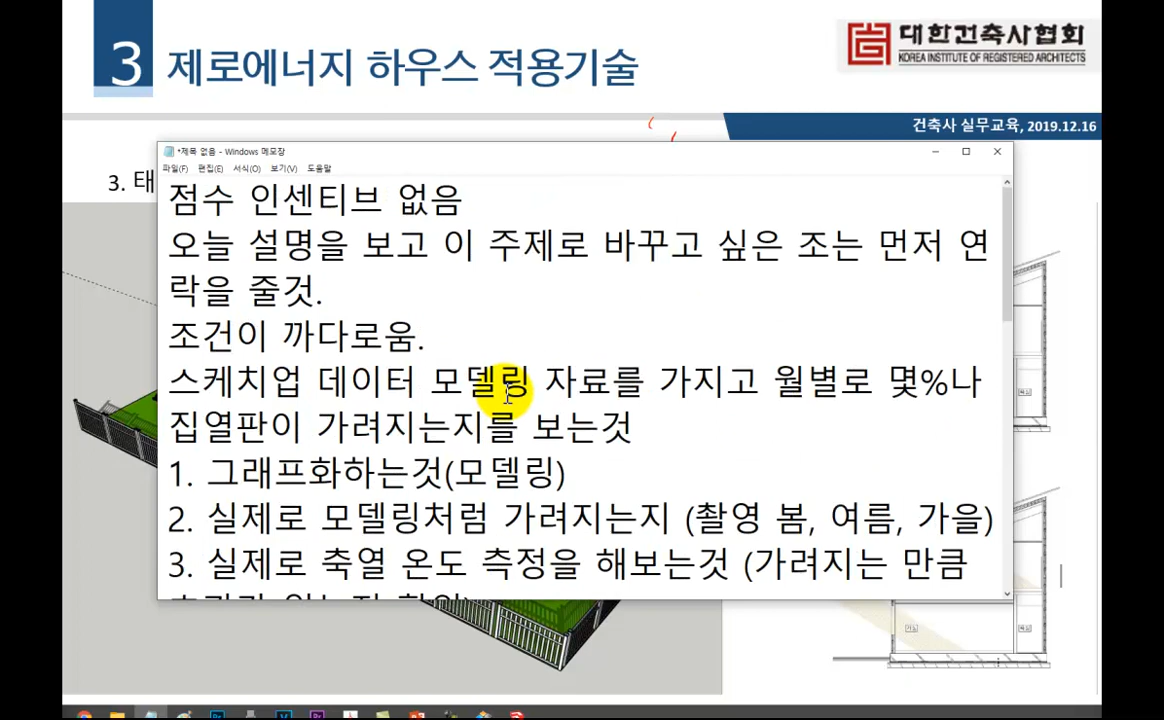 3 제로에너지 하우스 적용기술
대한건축사협회
KOREA INSTITUTE OF REGISTERED ARCHITECTS
건축사 실무교육, 2019.12.16
3. 태
*제목 없음 - Windows 메모장
파일(F) 편집(E) 서식(O) 보기(V) 도움말
점수 인센티브 없음
오늘 설명을 보고 이 주제로 바꾸고 싶은 조는 먼저 연
락을 줄것.
조건이 까다로움.
스케치업 데이터 모델링 자료를 가지고 월별로 몇%나
집열판이 가려지는지를 보는것
1. 그래프화하는것(모델링)
2. 실제로 모델링처럼 가려지는지 (촬영 봄, 여름, 가을)
3. 실제로 축열 온도 측정을 해보는것 (가려지는 만큼